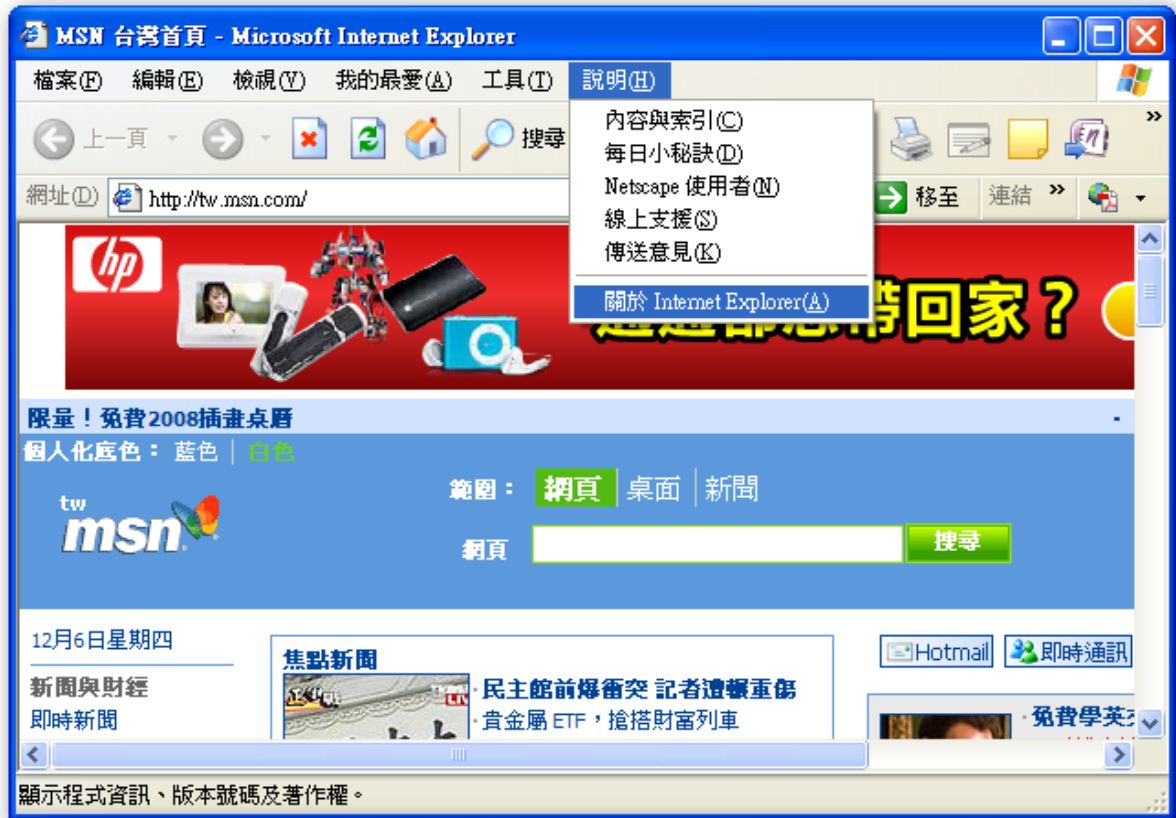 MSN 台灣首頁 - Microsoft Internet Explorer
檔案(F) 編輯(E) 檢視(V) 我的最愛(A) 工具(T) 說明(H)
內容與索引(C)
每日小秘訣(D)
Netscape 使用者(N)
線上支援(S)
傳送意見(K)
關於 Internet Explorer(A)
上一頁 搜尋
網址(D) http://tw.msn.com/ 移至 連結
hp
帶回家？
限量！免費2008插畫桌曆 -
個人化底色： 藍色 | 白色
tw
msn
範圍： 網頁 | 桌面 | 新聞
網頁 搜尋
12月6日星期四
新聞與財經
即時新聞
焦點新聞
民主館前爆衝突 記者遭輾重傷
貴金屬 ETF，搶搭財富列車
Hotmail 即時通訊
免費學英
顯示程式資訊、版本號碼及著作權。